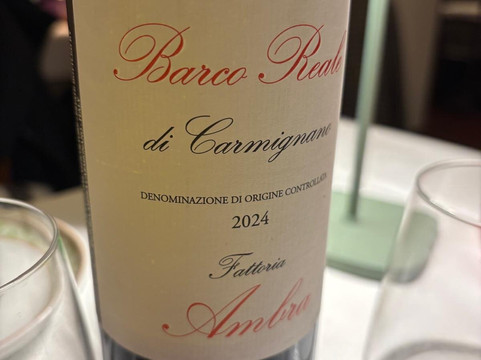 Barco Reale
di Carmignano
DENOMINAZIONE DI ORIGINE CONTROLLATA
2024
Fattoria
Ambra